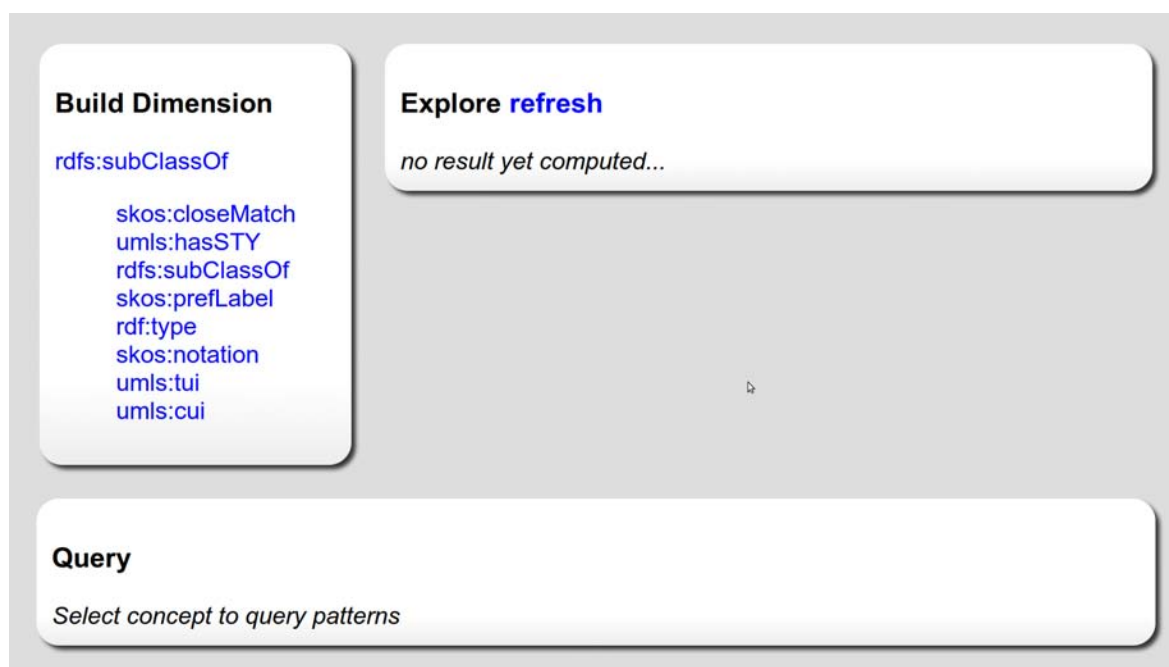 Build Dimension
rdfs:subClassOf
skos:closeMatch
umls:hasSTY
rdfs:subClassOf
skos:prefLabel
rdf:type
skos:notation
umls:tui
umls:cui
Explore refresh
no result yet computed...
Query
Select concept to query patterns